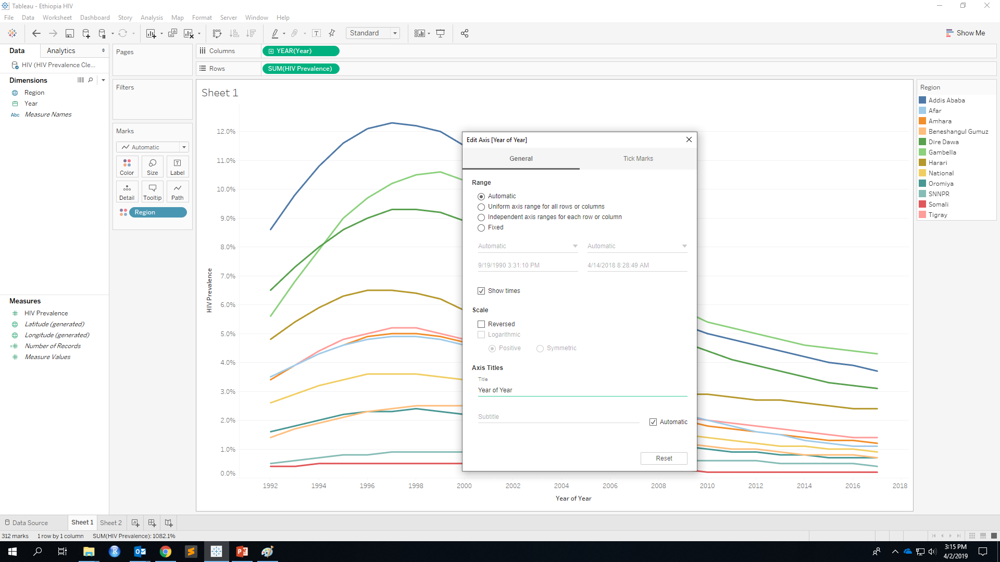 Tableau - Ethiopia HIV
File Data Worksheet Dashboard Story Analysis Map Format Server Window Help
Standard
Show Me
Data Analytics
HIV (HIV Prevalence Cle...
Dimensions
Region
Year
Abc Measure Names
Measures
HIV Prevalence
Latitude (generated)
Longitude (generated)
Number of Records
Measure Values
Pages
Filters
Marks
Automatic
Color Size Label
Detail Tooltip Path
Region
Columns YEAR(Year)
Rows SUM(HIV Prevalence)
Sheet 1
HIV Prevalence
12.0%
11.0%
10.0%
9.0%
8.0%
7.0%
6.0%
5.0%
4.0%
3.0%
2.0%
1.0%
0.0%
1992 1994 1996 1998 2000 2002 2004 2006 2008 2010 2012 2014 2016 2018
Year of Year
Edit Axis [Year of Year]
General Tick Marks
Range
Automatic
Uniform axis range for all rows or columns
Independent axis ranges for each row or column
Fixed
Automatic Automatic
9/19/1990 3:31:10 PM 4/14/2018 8:28:49 AM
Show times
Scale
Reversed
Logarithmic
Positive Symmetric
Axis Titles
Title
Year of Year
Subtitle
Automatic
Reset
Region
Addis Ababa
Afar
Amhara
Beneshangul Gumuz
Dire Dawa
Gambella
Harari
National
Oromiya
SNNPR
Somali
Tigray
Data Source Sheet 1 Sheet 2
312 marks 1 row by 1 column SUM(HIV Prevalence): 1082.1%
3:15 PM
4/2/2019